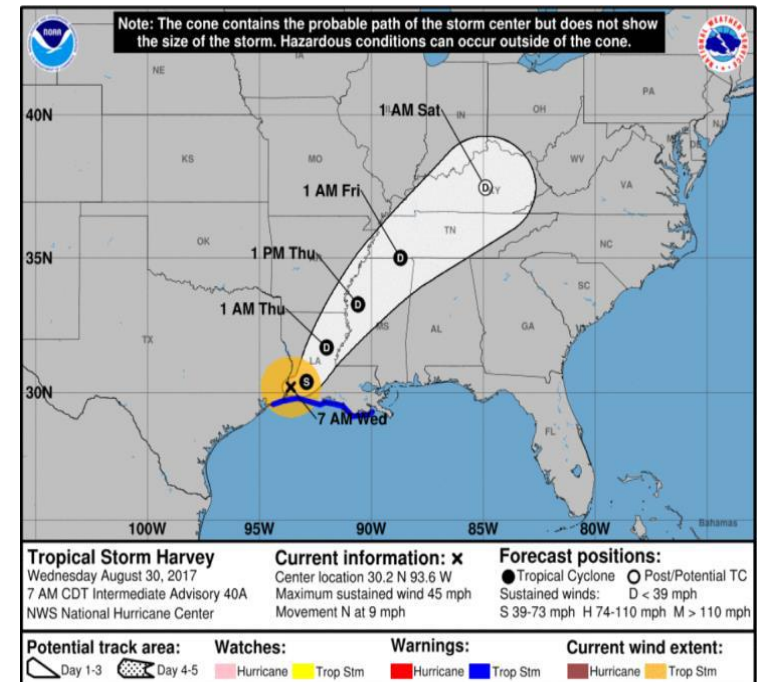 Note: The cone contains the probable path of the storm center but does not show
the size of the storm. Hazardous conditions can occur outside of the cone.
NOAA
NE
IA
PA
40N
1 AM Sat
IN
OH
NJ
KS
MO
WV
VA
1 AM Fri
KY
D
OK
TN
NC
35N
1 PM Thu
D
SC
1 AM Thu
D
MS
AL
GA
TX
D
LA
30N
S
7 AM Wed
FL
100W
95W
90W
85W
80W
Bahamas
Tropical Storm Harvey
Wednesday August 30, 2017
7 AM CDT Intermediate Advisory 40A
NWS National Hurricane Center
Current information: x
Center location 30.2 N 93.6 W
Maximum sustained wind 45 mph
Movement N at 9 mph
Forecast positions:
Tropical Cyclone Post/Potential TC
Sustained winds: D < 39 mph
S 39-73 mph H 74-110 mph M > 110 mph
Potential track area:
Day 1-3 Day 4-5
Watches:
Hurricane Trop Stm
Warnings:
Hurricane Trop Stm
Current wind extent:
Hurricane Trop Stm